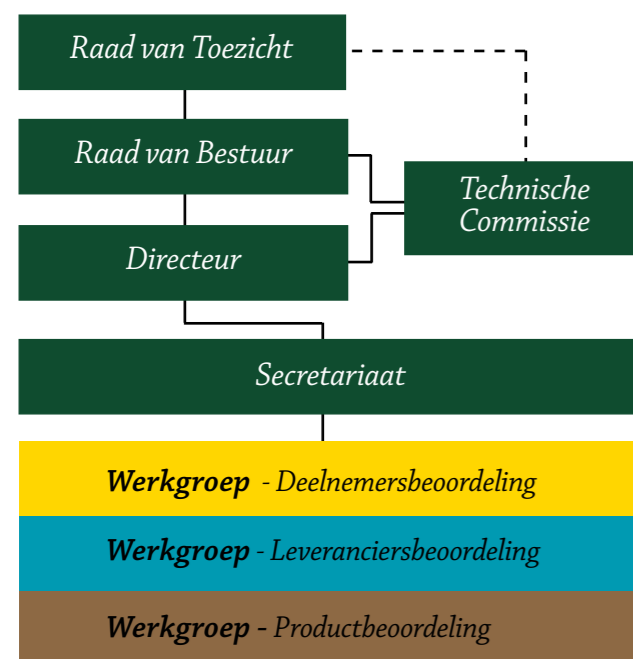 Raad van Toezicht
Raad van Bestuur
Technische
Commissie
Directeur
Secretariaat
Werkgroep - Deelnemersbeoordeling
Werkgroep - Leveranciersbeoordeling
Werkgroep - Productbeoordeling